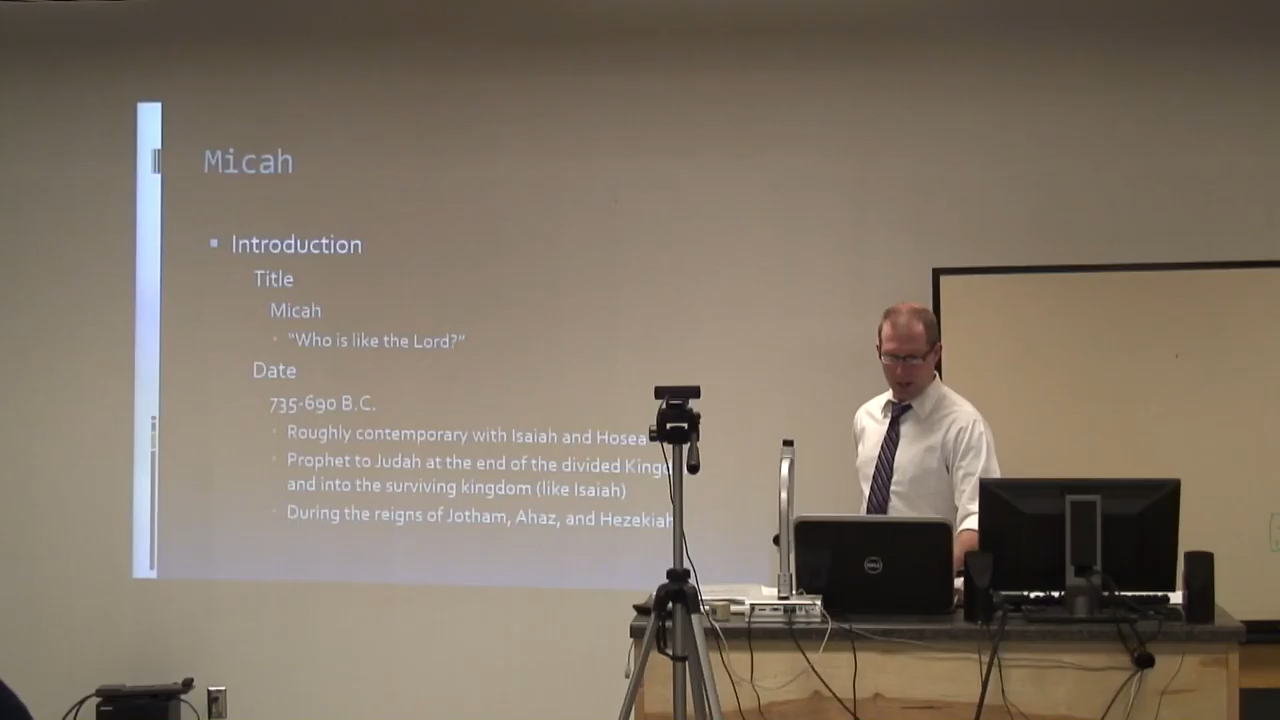 Micah
Introduction
Title
Micah
“Who is like the Lord?”
Date
735-690 B.C.
Roughly contemporary with Isaiah and Hosea
Prophet to Judah at the end of the divided
and into the surviving kingdom (like Isaiah)
During the reigns of Jotham, Ahaz, and Hezekiah
DELL